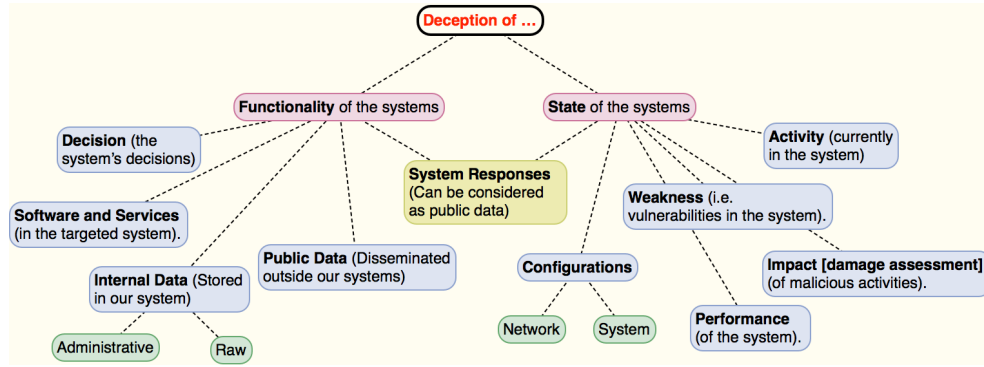 Deception of ...
Functionality of the systems
State of the systems
Decision (the
system's decisions)
Activity (currently
in the system)
System Responses
(Can be considered
as public data)
Weakness (i.e.
vulnerabilities in the system).
Software and Services
(in the targeted system).
Public Data (Disseminated
outside our systems)
Configurations
Impact [damage assessment]
(of malicious activities).
Internal Data (Stored
in our system)
Performance
(of the system).
Network
System
Administrative
Raw